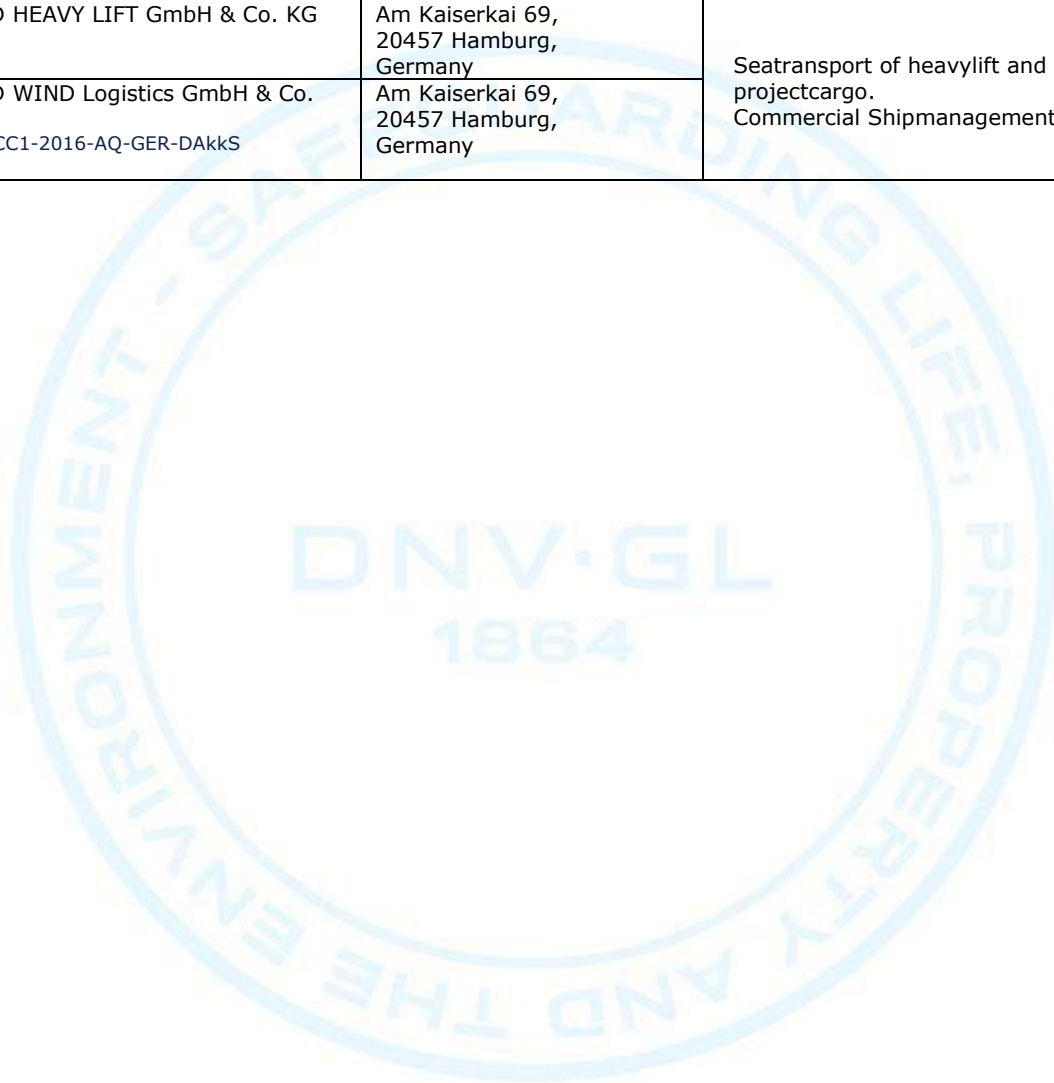 HEAVY LIFT GmbH & Co. KG
Am Kaiserkai 69,
20457 Hamburg,
Germany
WIND Logistics GmbH & Co.
CC1-2016-AQ-GER-DAkkS
Am Kaiserkai 69,
20457 Hamburg,
Germany
Seatransport of heavylift and
projectcargo.
Commercial Shipmanagement
SAFEGUARDING LIFE, PROPERTY AND THE ENVIRONMENT -
DNV·GL
1864